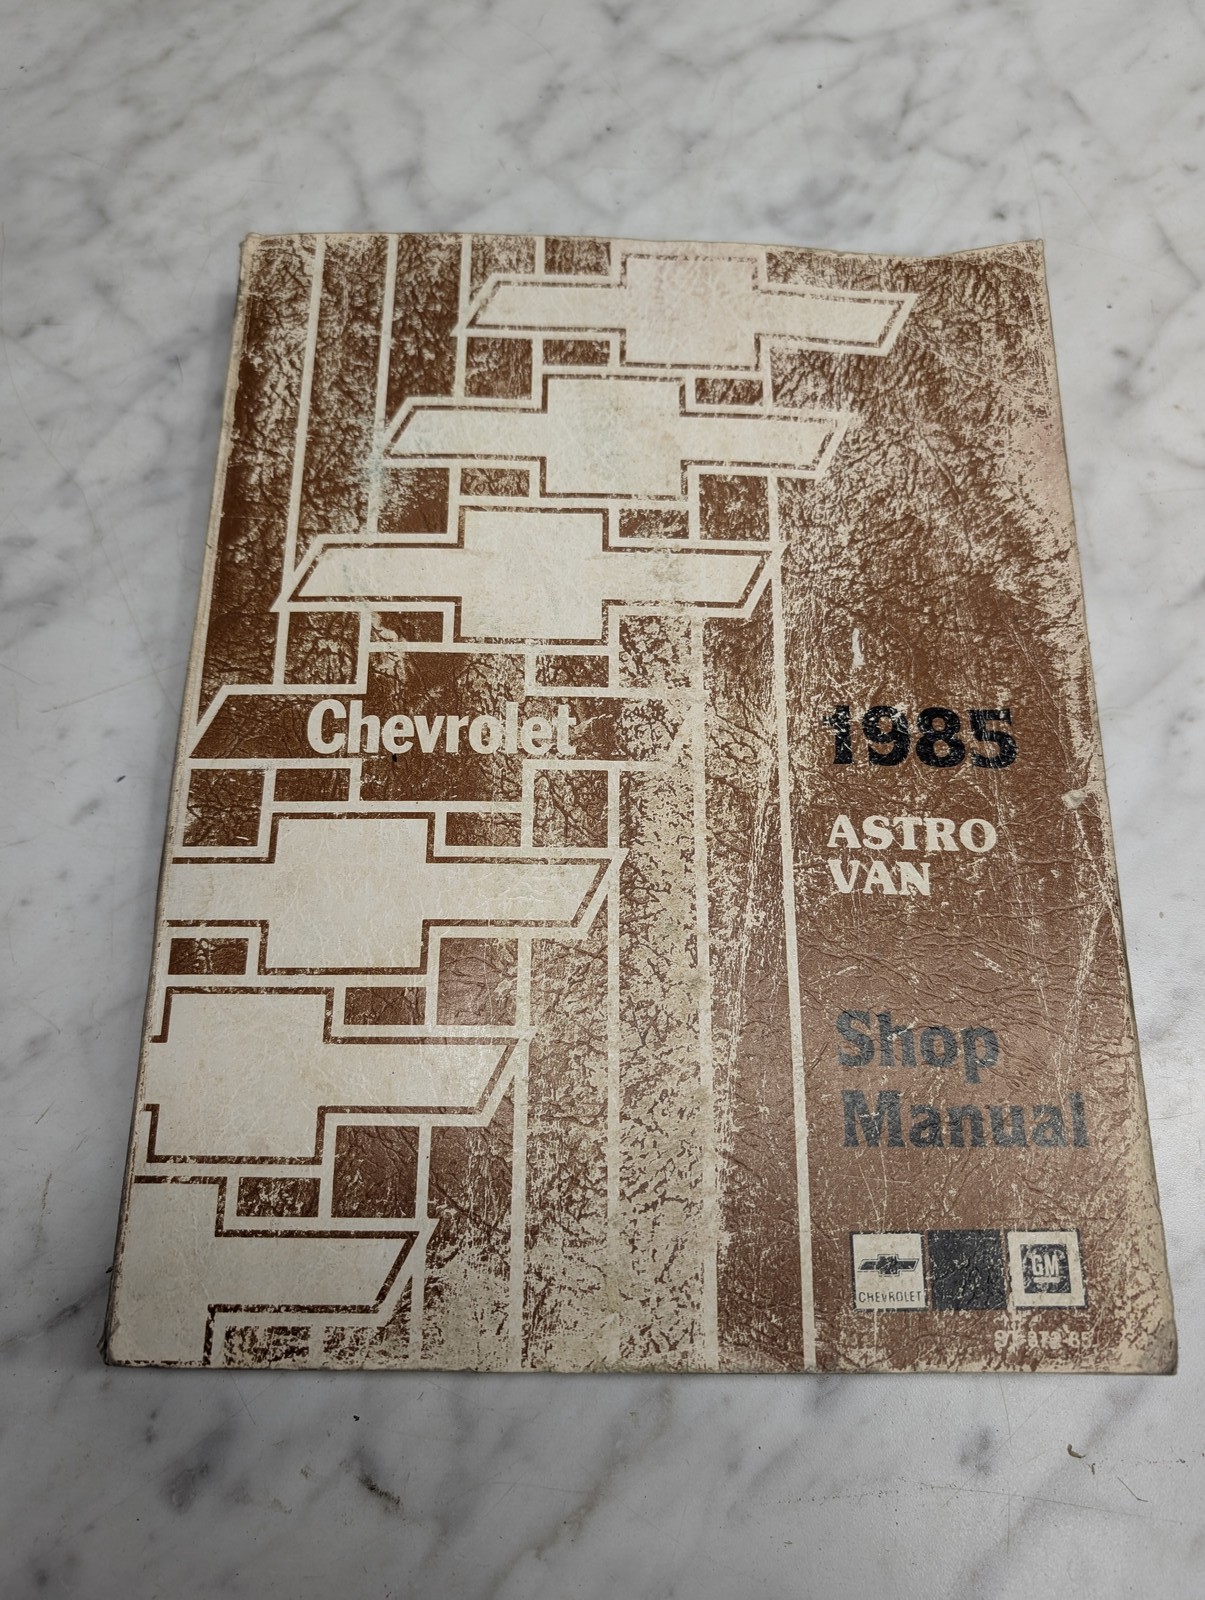 Chevrolet
1985
ASTRO
VAN
Shop
Manual
CHEVROLET
GM